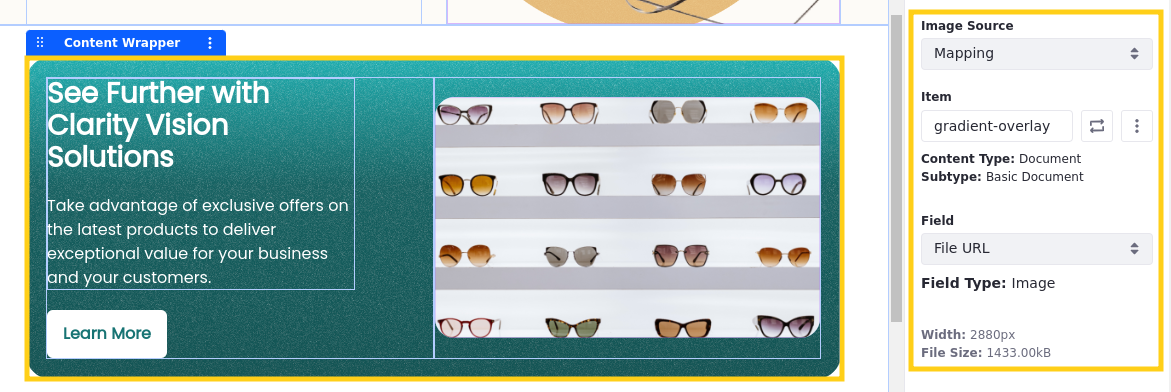 Content Wrapper
See Further with
Clarity Vision
Solutions
Take advantage of exclusive offers on
the latest products to deliver
exceptional value for your business
and your customers.
Learn More
Image Source
Mapping
Item
gradient-overlay
Content Type: Document
Subtype: Basic Document
Field
File URL
Field Type: Image
Width: 2880px
File Size: 1433.00kB